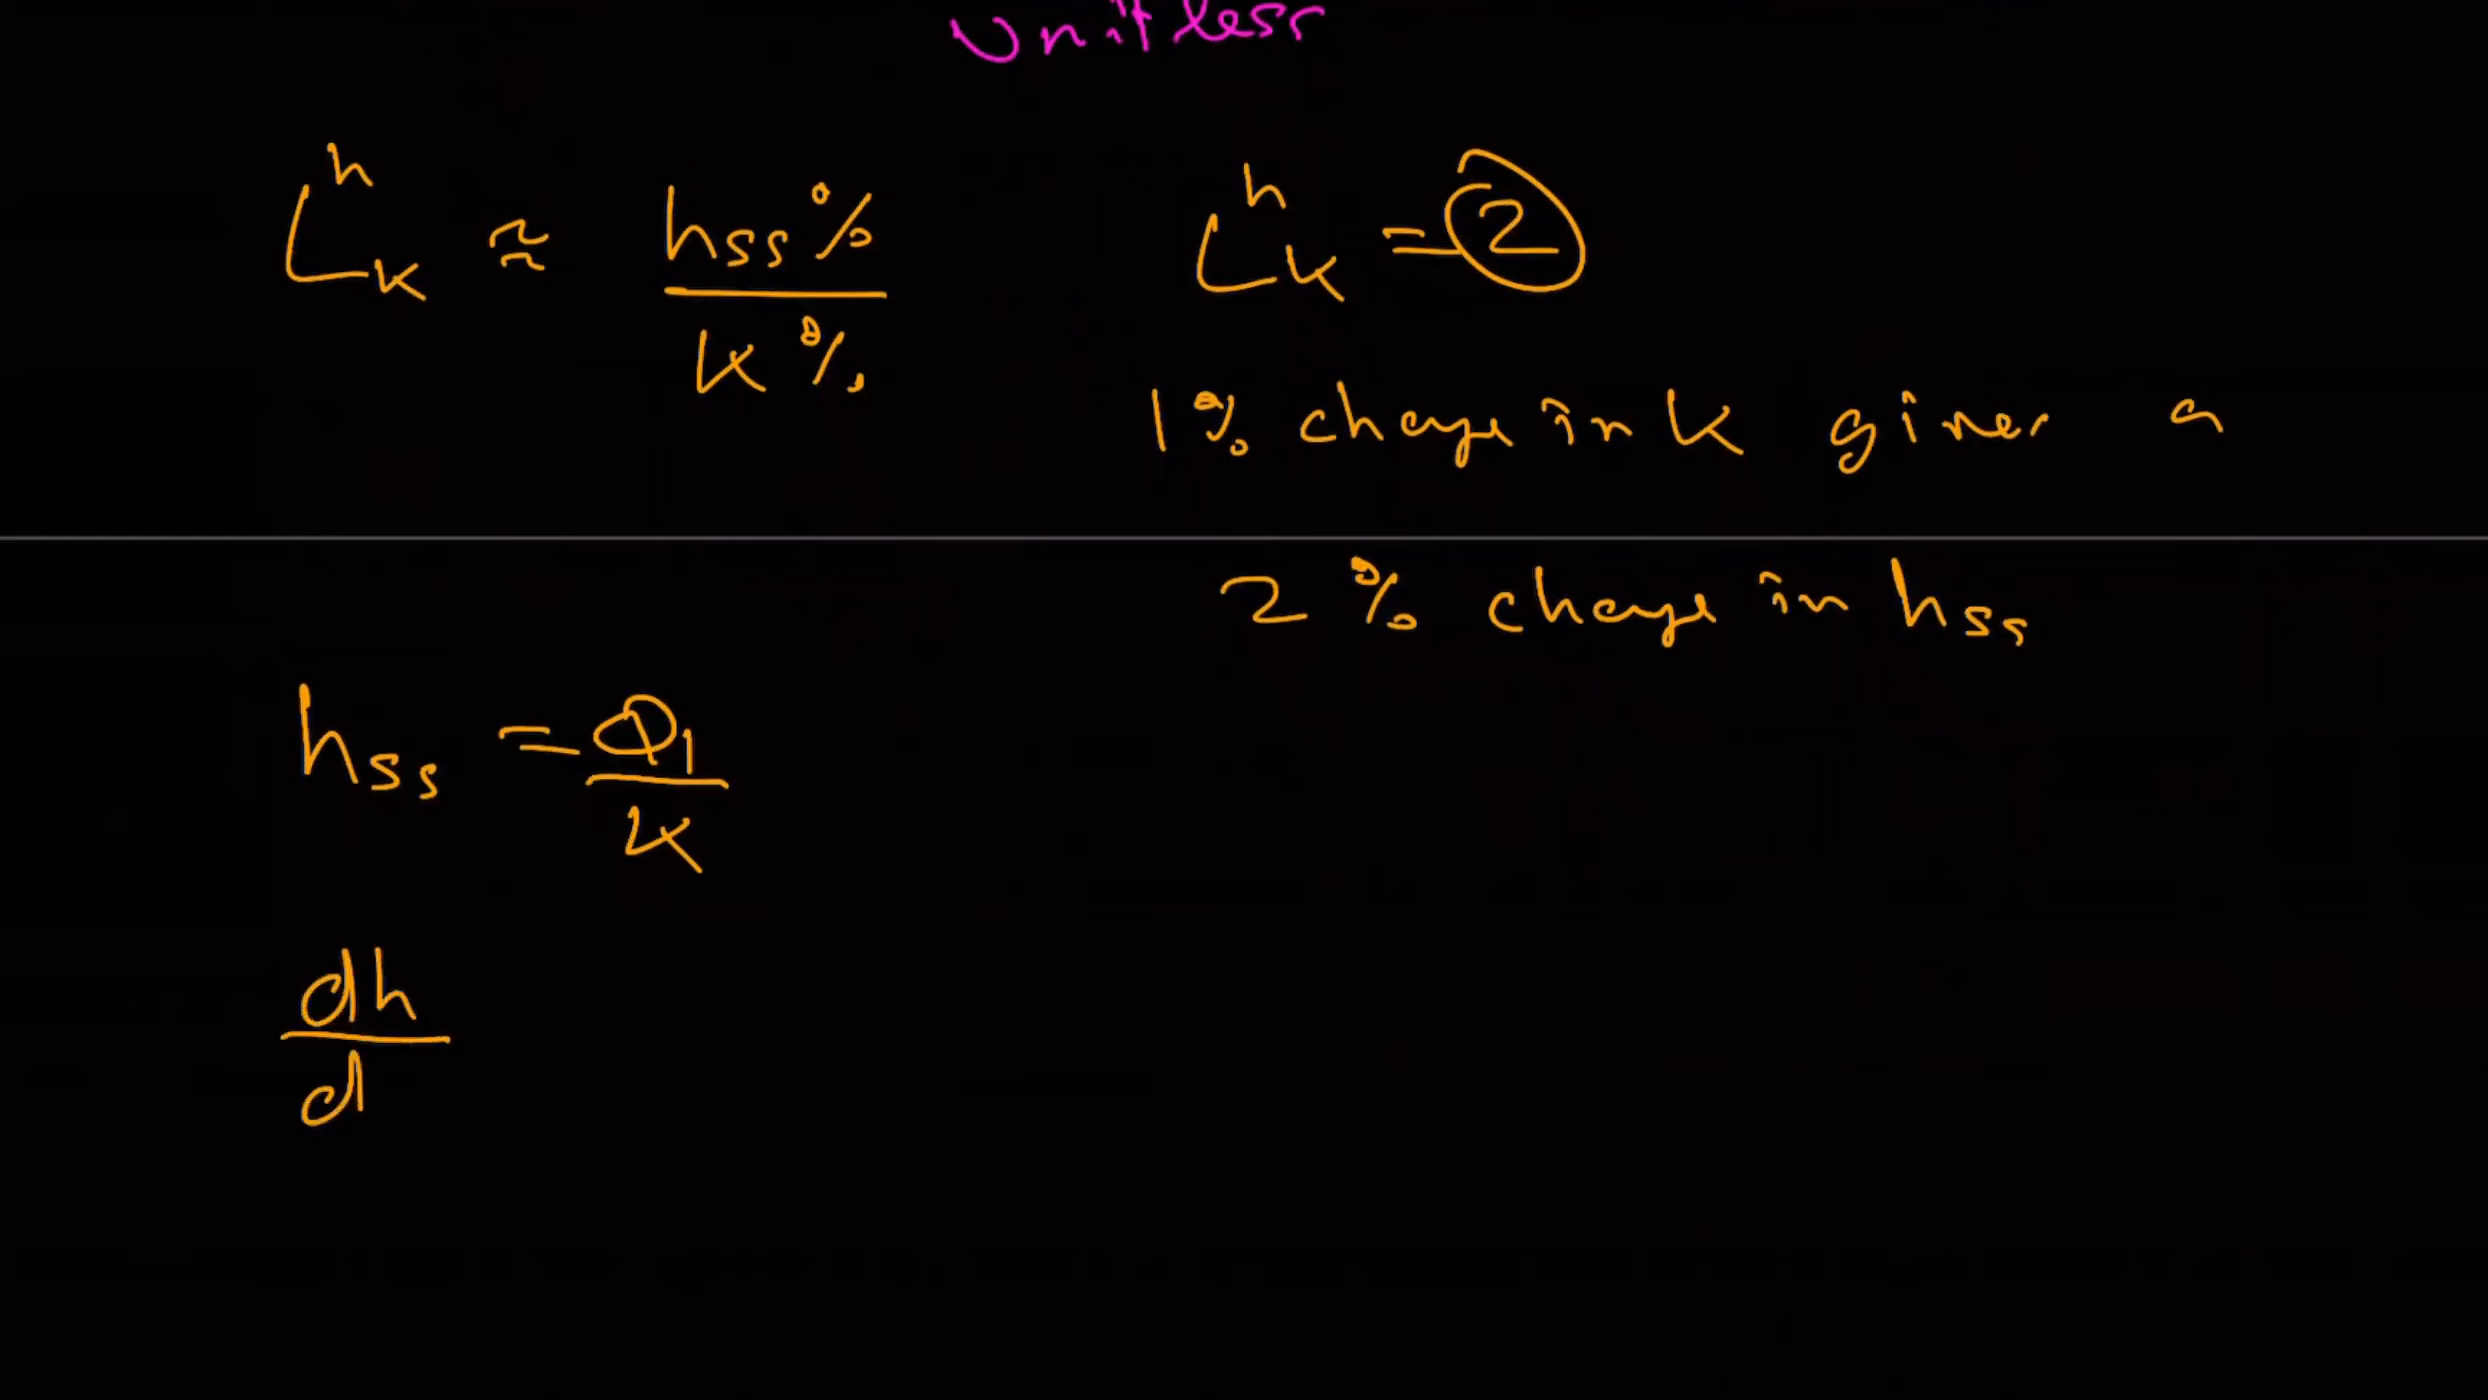 Unitless
C^h_K ≈ hss% / K%
C^h_K = 2
1% change in K gives a
2% change in hss
hss = Q1 / K
dh / d